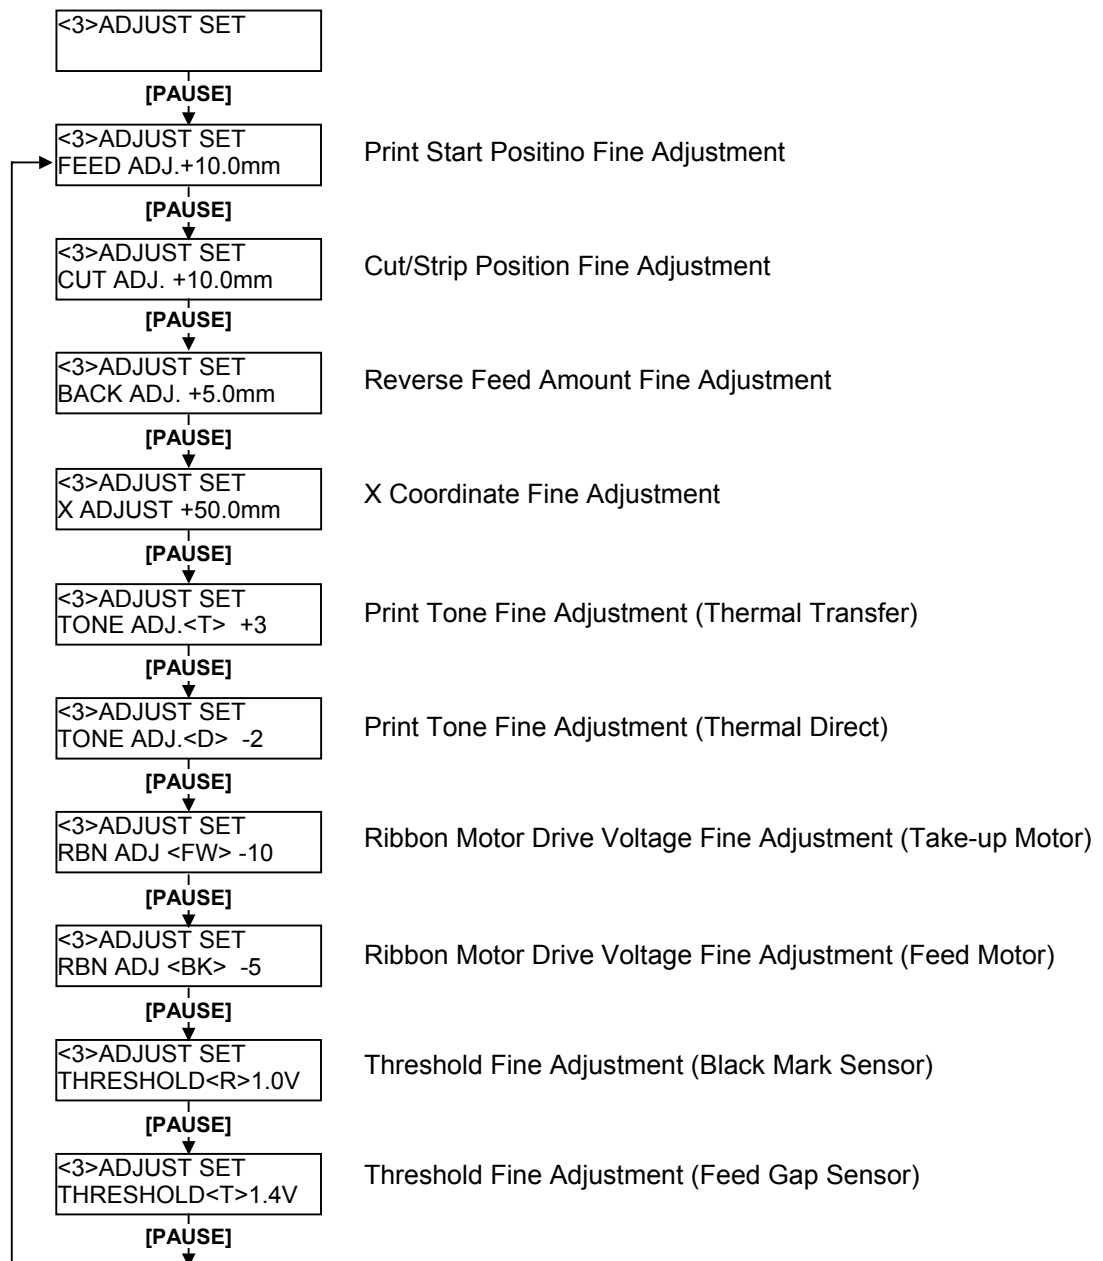 <3>ADJUST SET
[PAUSE]
<3>ADJUST SET
FEED ADJ.+10.0mm
Print Start Positino Fine Adjustment
[PAUSE]
<3>ADJUST SET
CUT ADJ. +10.0mm
Cut/Strip Position Fine Adjustment
[PAUSE]
<3>ADJUST SET
BACK ADJ. +5.0mm
Reverse Feed Amount Fine Adjustment
[PAUSE]
<3>ADJUST SET
X ADJUST +50.0mm
X Coordinate Fine Adjustment
[PAUSE]
<3>ADJUST SET
TONE ADJ.<T>  +3
Print Tone Fine Adjustment (Thermal Transfer)
[PAUSE]
<3>ADJUST SET
TONE ADJ.<D>  -2
Print Tone Fine Adjustment (Thermal Direct)
[PAUSE]
<3>ADJUST SET
RBN ADJ <FW> -10
Ribbon Motor Drive Voltage Fine Adjustment (Take-up Motor)
[PAUSE]
<3>ADJUST SET
RBN ADJ <BK>  -5
Ribbon Motor Drive Voltage Fine Adjustment (Feed Motor)
[PAUSE]
<3>ADJUST SET
THRESHOLD<R>1.0V
Threshold Fine Adjustment (Black Mark Sensor)
[PAUSE]
<3>ADJUST SET
THRESHOLD<T>1.4V
Threshold Fine Adjustment (Feed Gap Sensor)
[PAUSE]